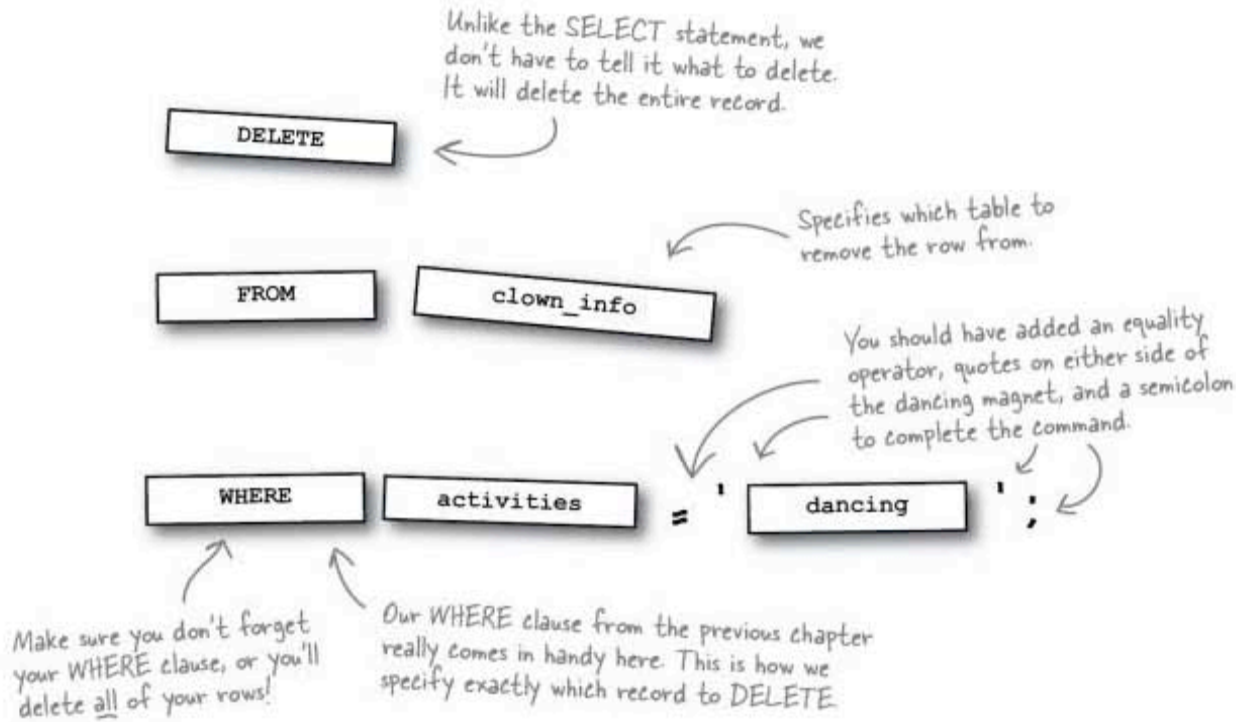 Unlike the SELECT statement, we
don't have to tell it what to delete.
It will delete the entire record.
DELETE
Specifies which table to
remove the row from.
FROM clown_info
You should have added an equality
operator, quotes on either side of
the dancing magnet, and a semicolon
to complete the command.
WHERE activities = ' dancing ' ;
Make sure you don't forget
your WHERE clause, or you'll
delete all of your rows!
Our WHERE clause from the previous chapter
really comes in handy here. This is how we
specify exactly which record to DELETE